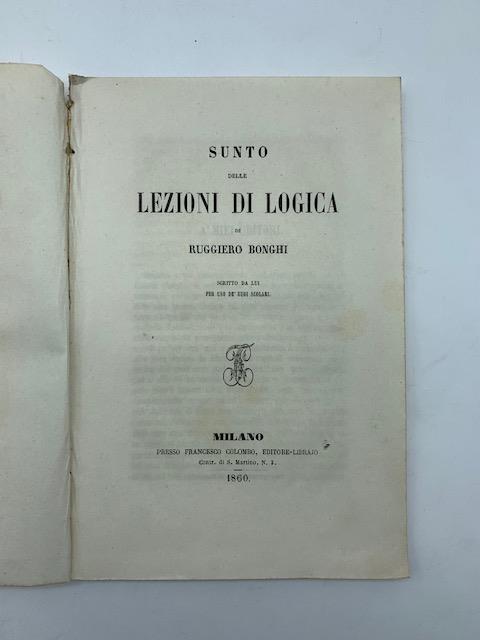 SUNTO
DELLE
LEZIONI DI LOGICA
DI
RUGGIERO BONGHI
SCRITTO DA LUI
PER USO DE' SUOI SCOLARI.
MILANO
PRESSO FRANCESCO COLOMBO, EDITORE-LIBRAJO
Contr. di S. Martino, N. 1.
1860.